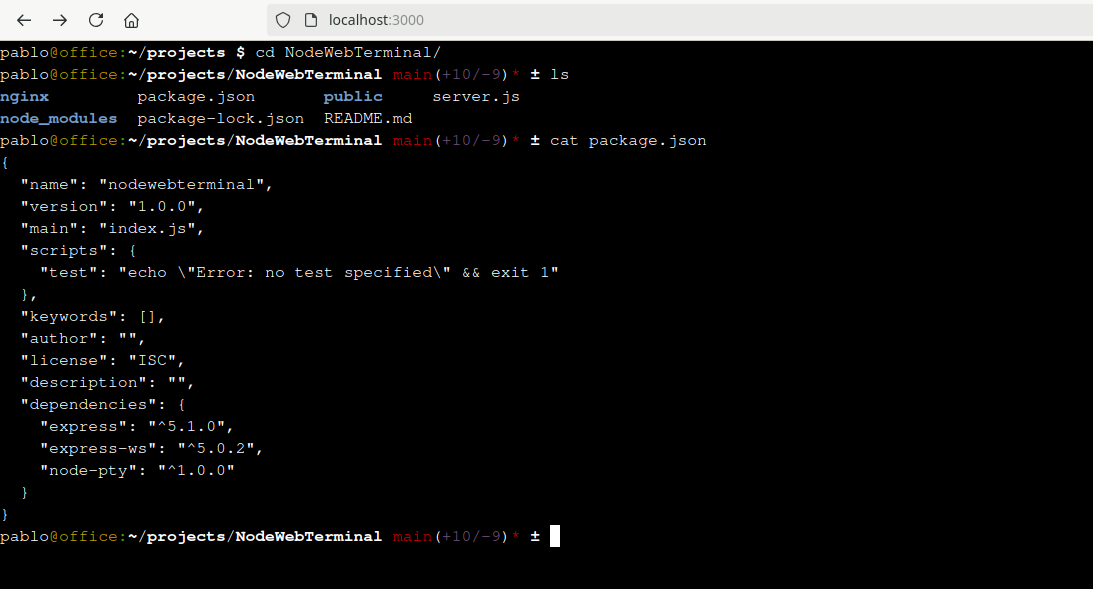 localhost:3000
pablo@office:~/projects $ cd NodeWebTerminal/
pablo@office:~/projects/NodeWebTerminal main(+10/-9)* ± ls
nginx package.json public server.js
node_modules package-lock.json README.md
pablo@office:~/projects/NodeWebTerminal main(+10/-9)* ± cat package.json
{
  "name": "nodewebterminal",
  "version": "1.0.0",
  "main": "index.js",
  "scripts": {
    "test": "echo \"Error: no test specified\" && exit 1"
  },
  "keywords": [],
  "author": "",
  "license": "ISC",
  "description": "",
  "dependencies": {
    "express": "^5.1.0",
    "express-ws": "^5.0.2",
    "node-pty": "^1.0.0"
  }
}
pablo@office:~/projects/NodeWebTerminal main(+10/-9)* ±